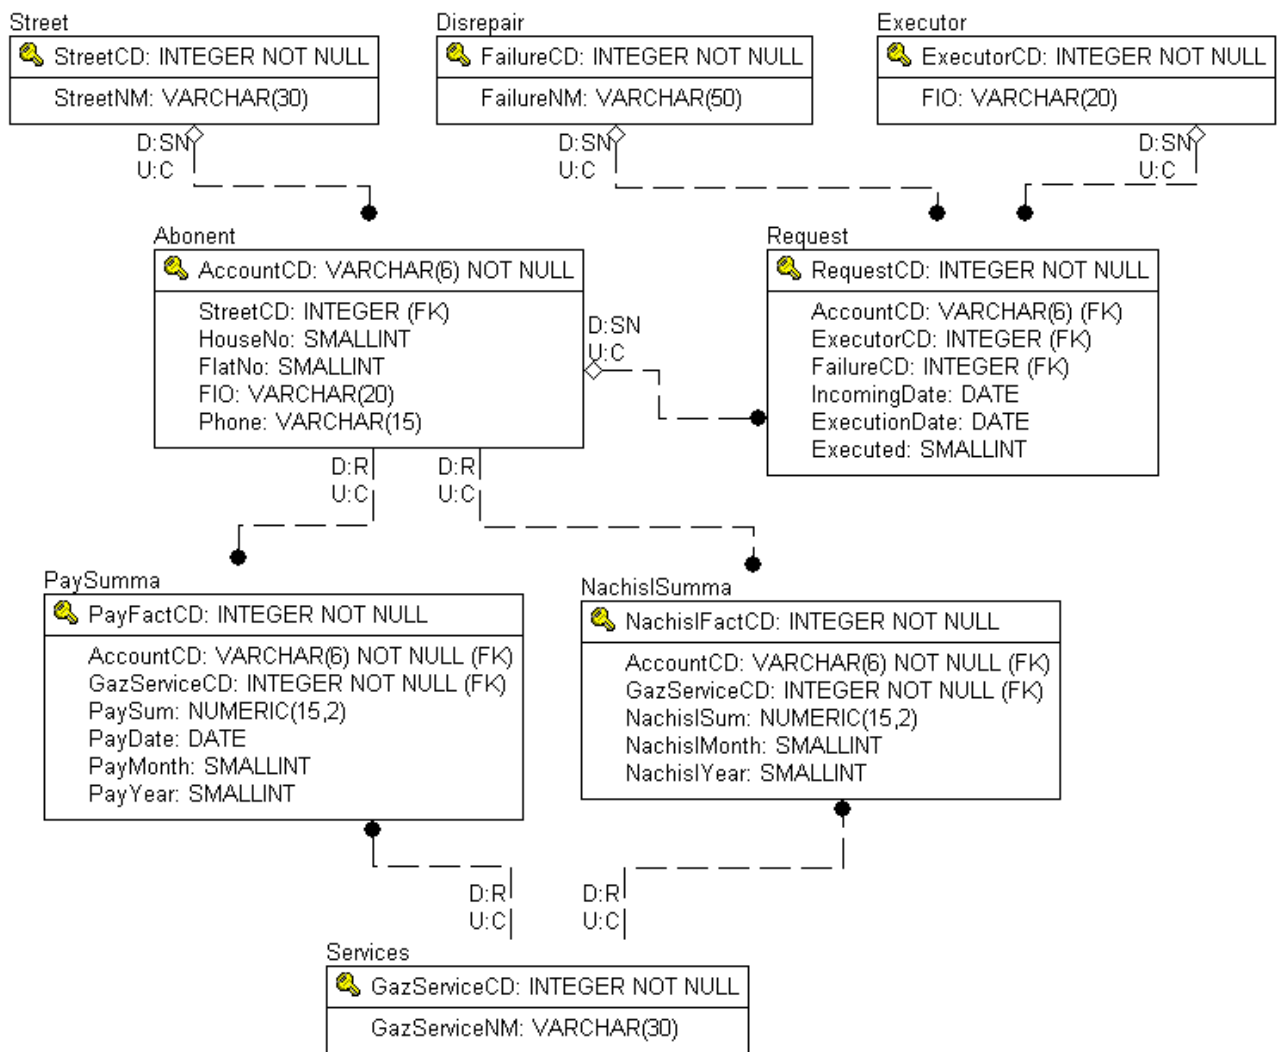 Street
StreetCD: INTEGER NOT NULL
StreetNM: VARCHAR(30)
D:SN
U:C
Disrepair
FailureCD: INTEGER NOT NULL
FailureNM: VARCHAR(50)
D:SN
U:C
Executor
ExecutorCD: INTEGER NOT NULL
FIO: VARCHAR(20)
D:SN
U:C
Abonent
AccountCD: VARCHAR(6) NOT NULL
StreetCD: INTEGER (FK)
HouseNo: SMALLINT
FlatNo: SMALLINT
FIO: VARCHAR(20)
Phone: VARCHAR(15)
D:SN
U:C
Request
RequestCD: INTEGER NOT NULL
AccountCD: VARCHAR(6) (FK)
ExecutorCD: INTEGER (FK)
FailureCD: INTEGER (FK)
IncomingDate: DATE
ExecutionDate: DATE
Executed: SMALLINT
D:R
U:C
D:R
U:C
PaySumma
PayFactCD: INTEGER NOT NULL
AccountCD: VARCHAR(6) NOT NULL (FK)
GazServiceCD: INTEGER NOT NULL (FK)
PaySum: NUMERIC(15,2)
PayDate: DATE
PayMonth: SMALLINT
PayYear: SMALLINT
NachislSumma
NachislFactCD: INTEGER NOT NULL
AccountCD: VARCHAR(6) NOT NULL (FK)
GazServiceCD: INTEGER NOT NULL (FK)
NachislSum: NUMERIC(15,2)
NachislMonth: SMALLINT
NachislYear: SMALLINT
D:R
U:C
D:R
U:C
Services
GazServiceCD: INTEGER NOT NULL
GazServiceNM: VARCHAR(30)